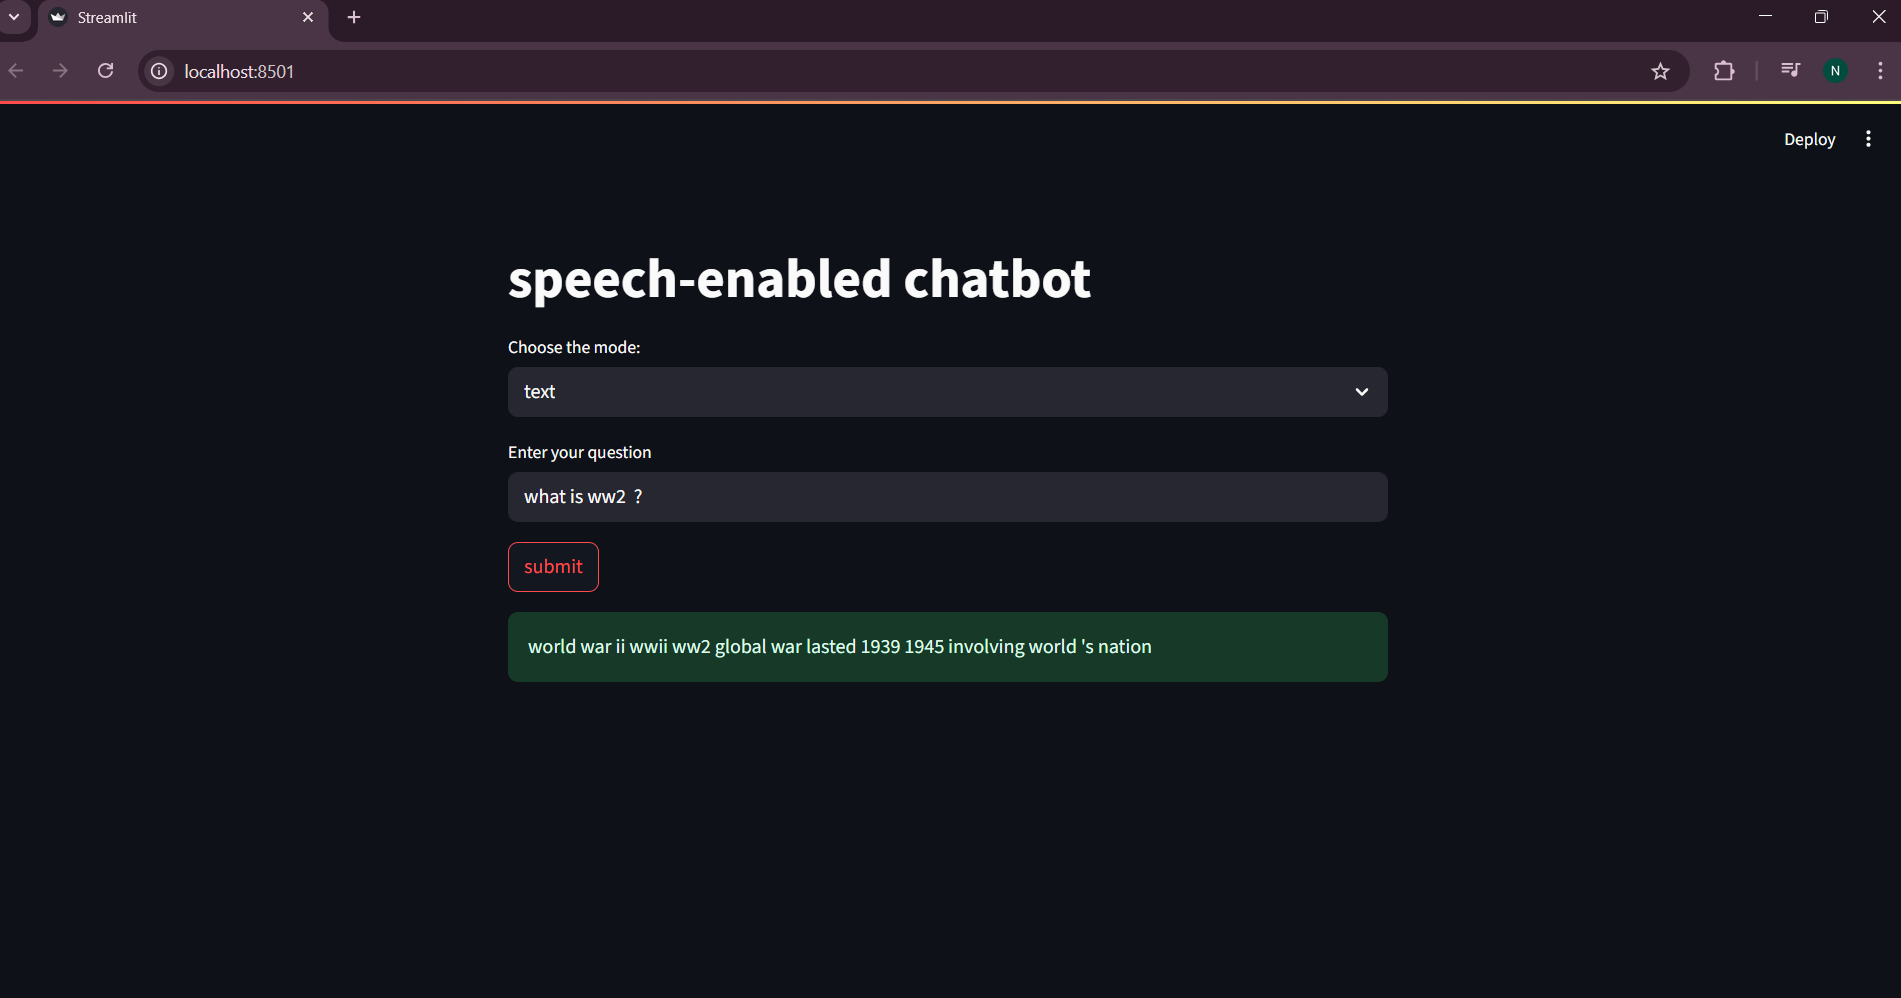 Streamlit
localhost:8501
N
Deploy
speech-enabled chatbot
Choose the mode:
text
Enter your question
what is ww2  ?
submit
world war ii wwii ww2 global war lasted 1939 1945 involving world 's nation